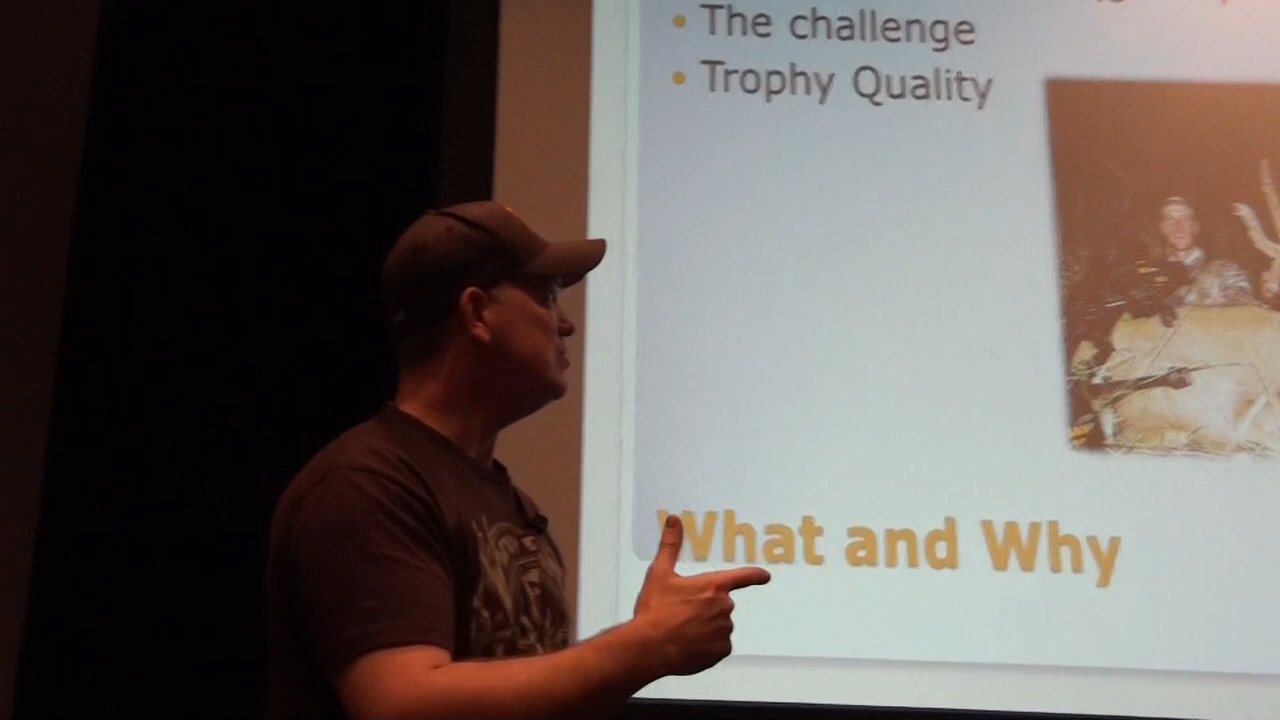 • The challenge
• Trophy Quality
What and Why